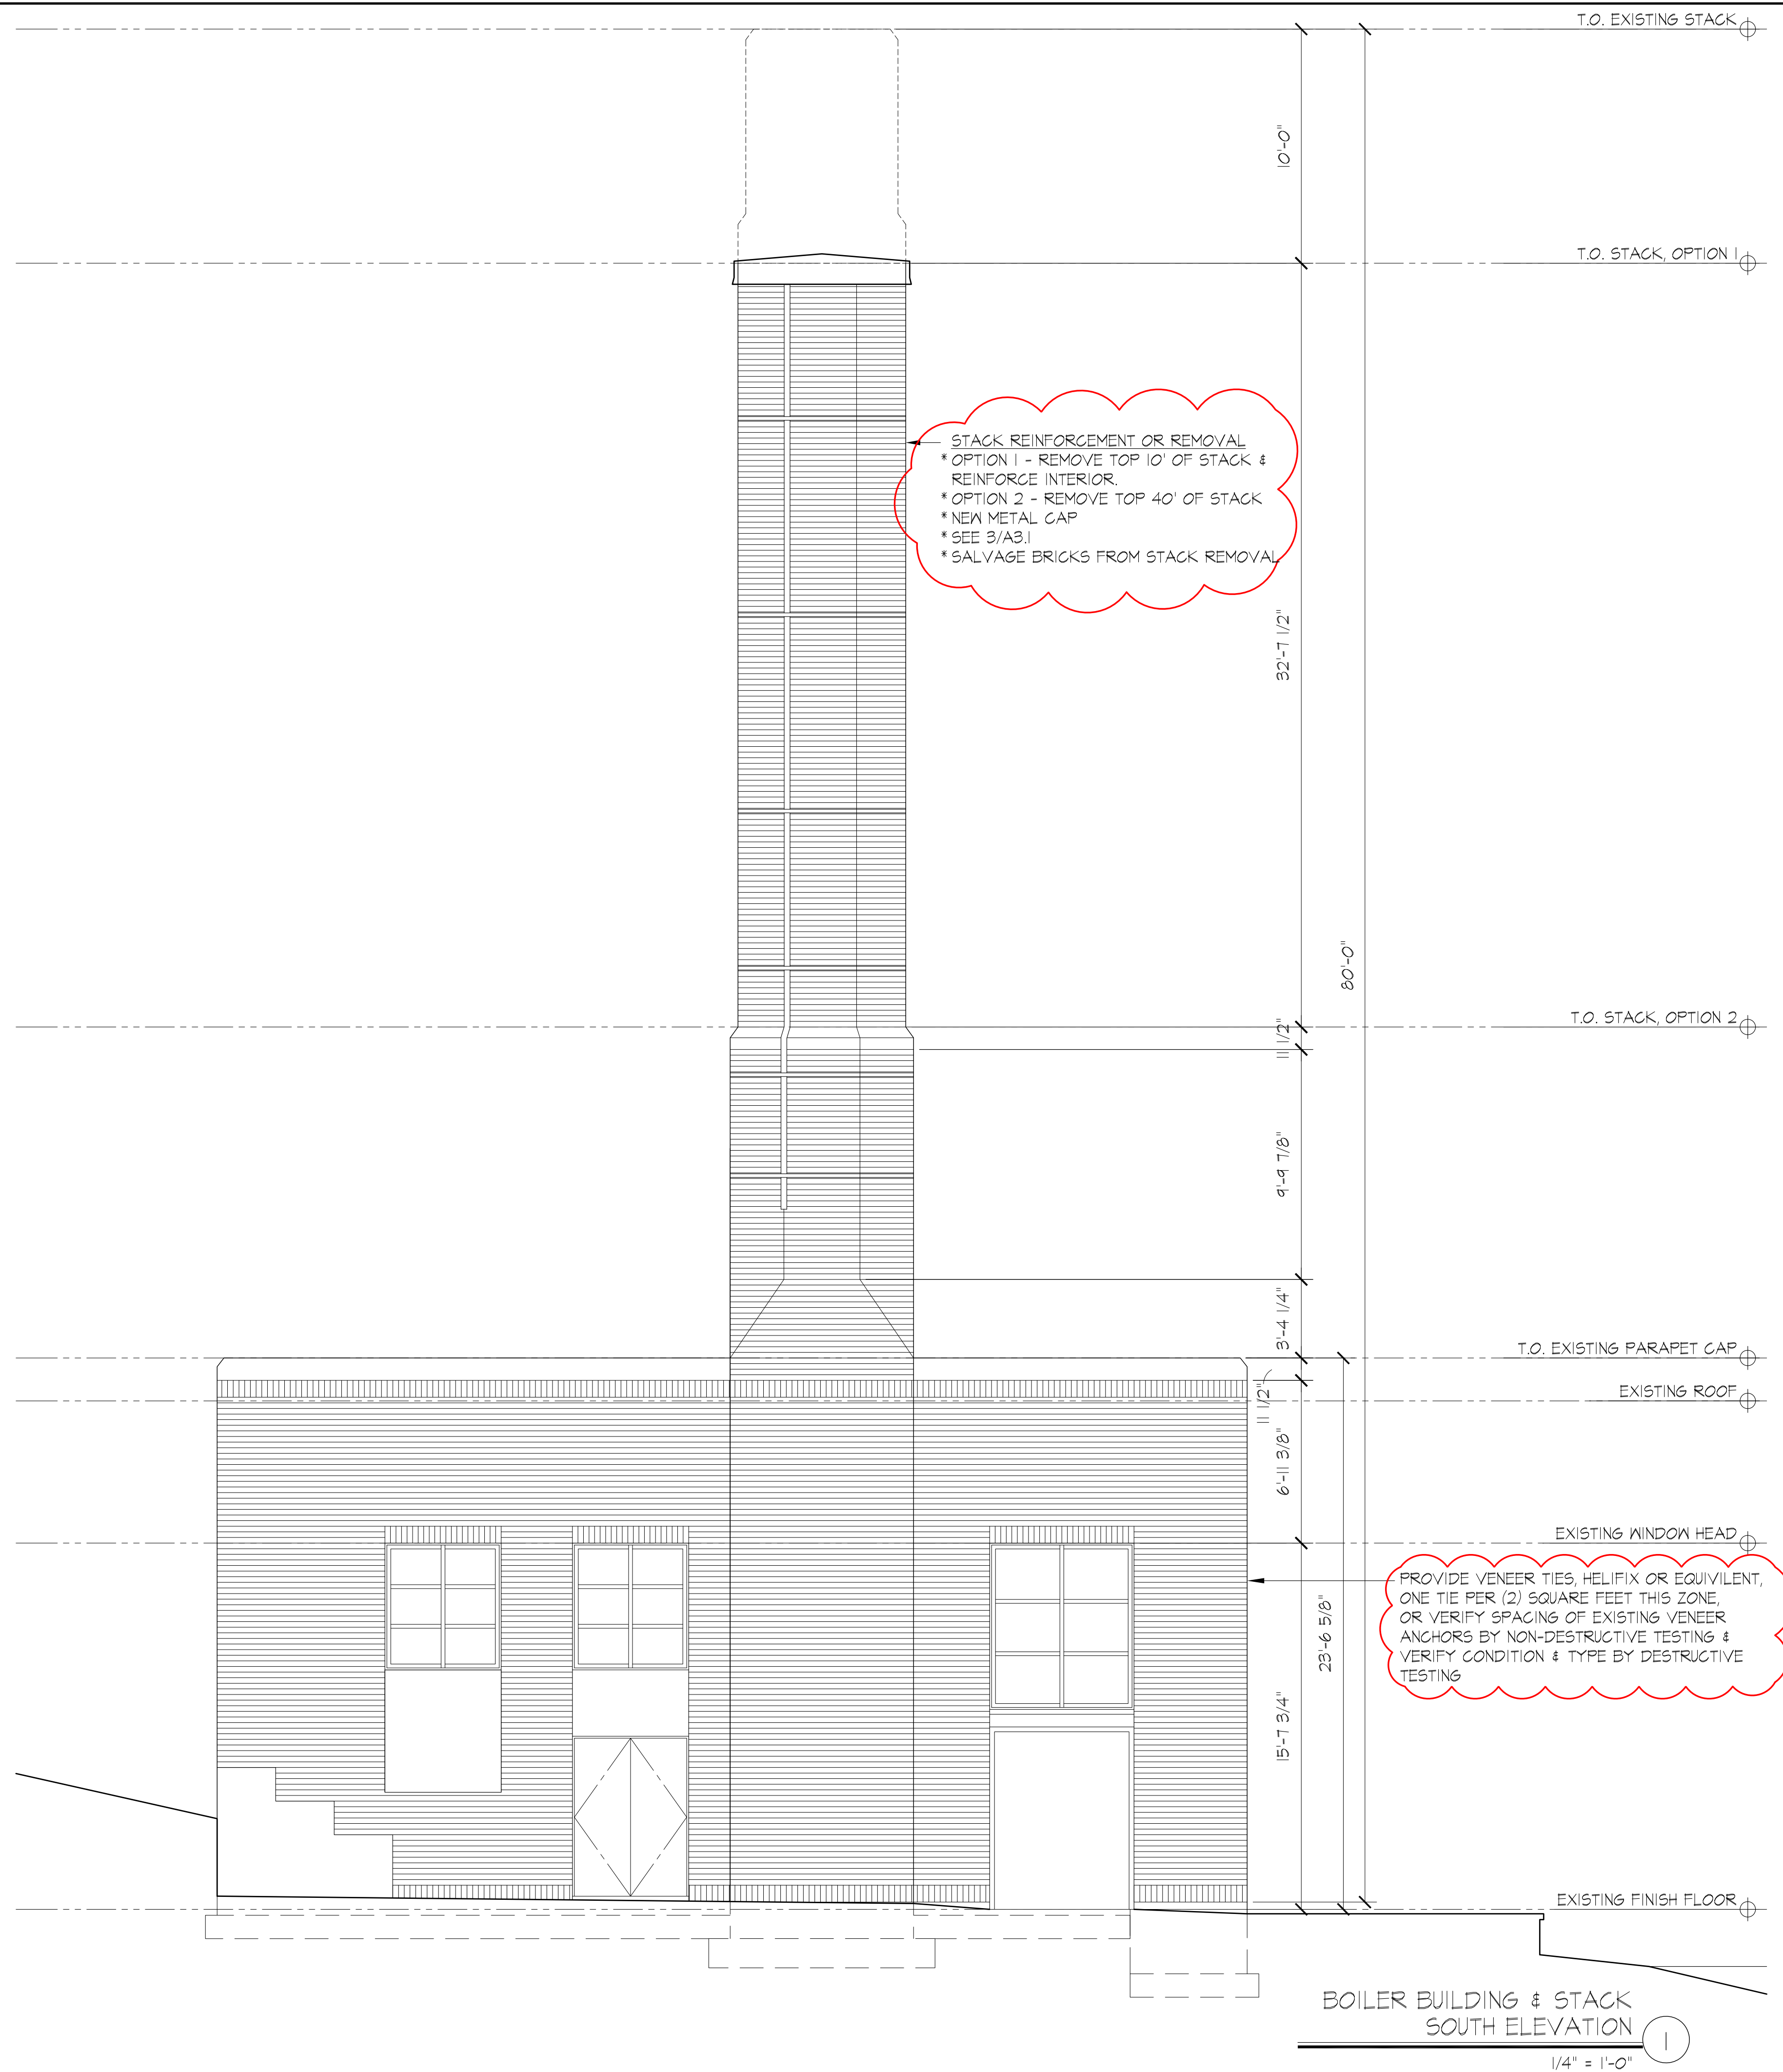 T.O. EXISTING STACK
10'-0"
T.O. STACK, OPTION 1
STACK REINFORCEMENT OR REMOVAL
* OPTION 1 - REMOVE TOP 10' OF STACK &
REINFORCE INTERIOR.
* OPTION 2 - REMOVE TOP 40' OF STACK
* NEW METAL CAP
* SEE 3/A3.1
* SALVAGE BRICKS FROM STACK REMOVAL
32'-7 1/2"
80'-0"
T.O. STACK, OPTION 2
11 1/2"
9'-9 7/8"
3'-4 1/4"
T.O. EXISTING PARAPET CAP
EXISTING ROOF
11 1/2"
6'-11 3/8"
EXISTING WINDOW HEAD
PROVIDE VENEER TIES, HELIFIX OR EQUIVILENT,
ONE TIE PER (2) SQUARE FEET THIS ZONE,
OR VERIFY SPACING OF EXISTING VENEER
ANCHORS BY NON-DESTRUCTIVE TESTING &
VERIFY CONDITION & TYPE BY DESTRUCTIVE
TESTING
23'-6 5/8"
15'-7 3/4"
EXISTING FINISH FLOOR
BOILER BUILDING & STACK
SOUTH ELEVATION
1
1/4" = 1'-0"